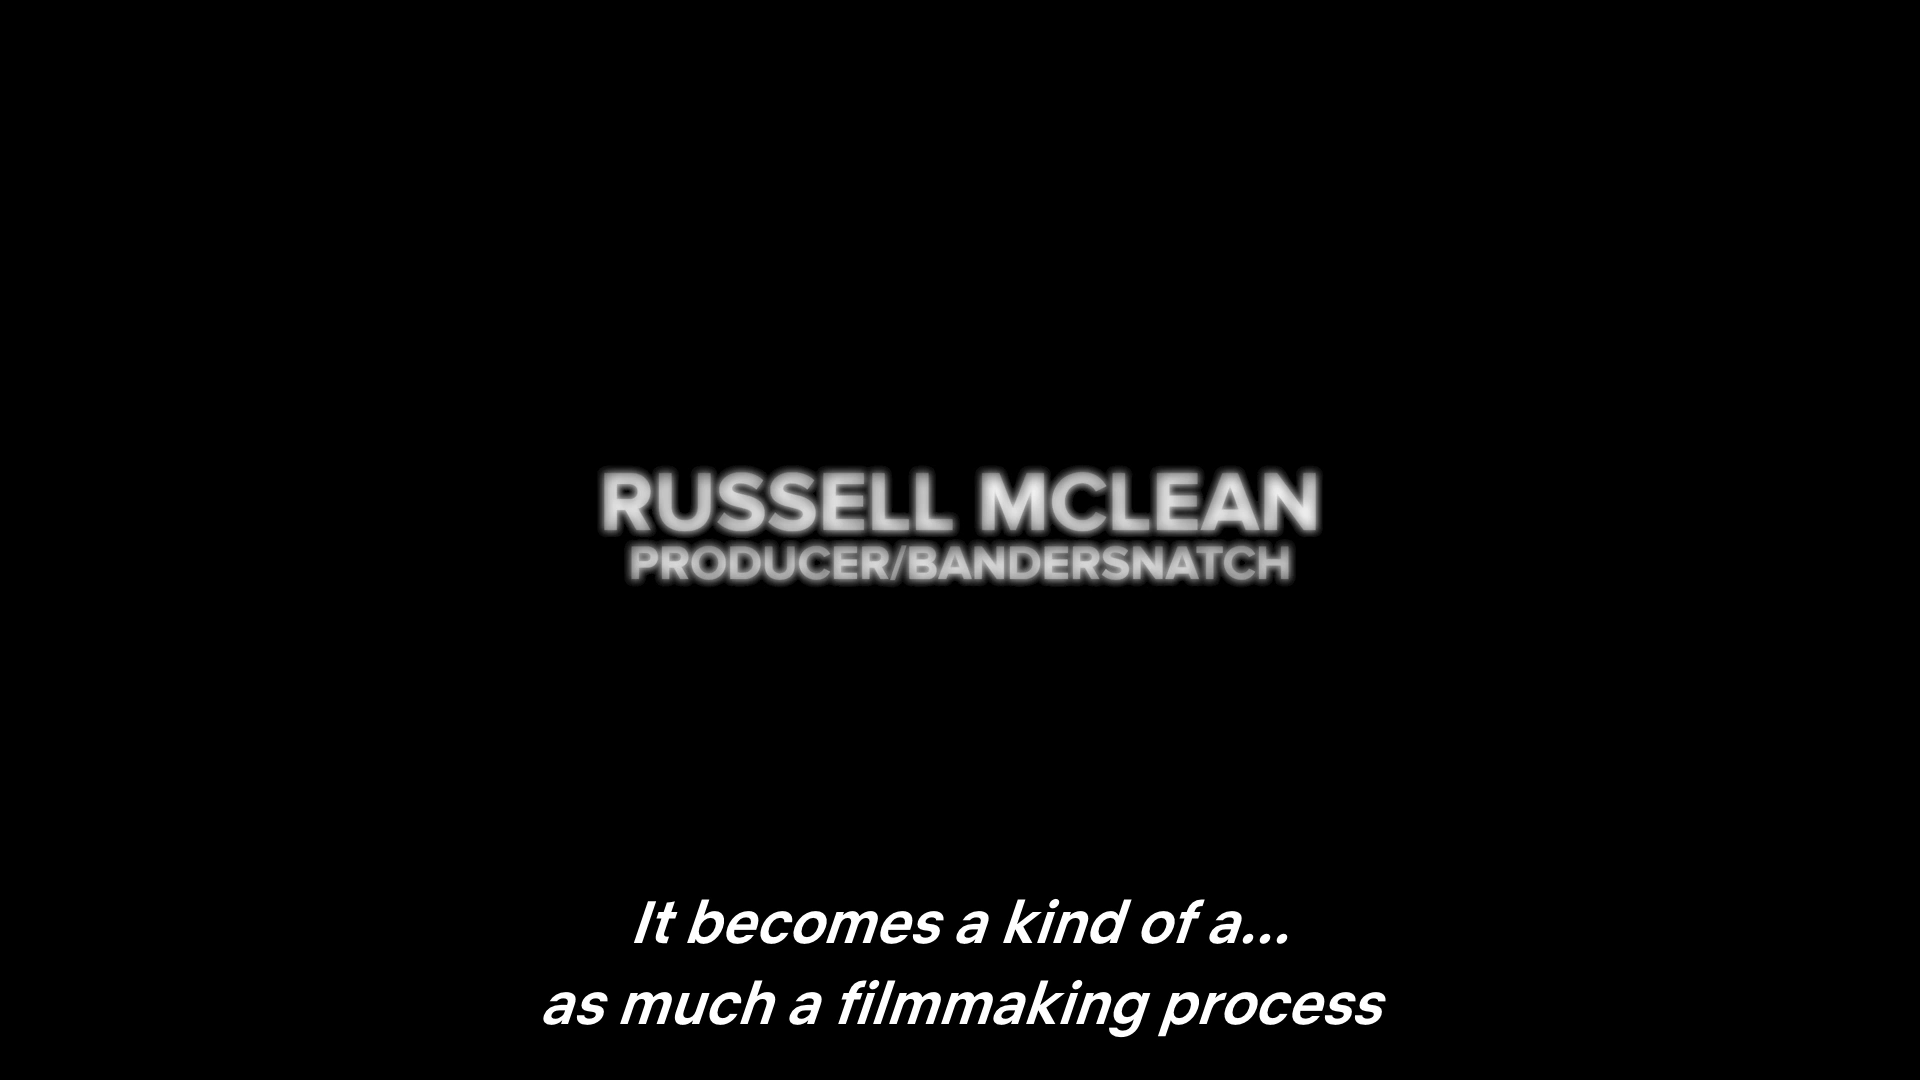 RUSSELL MCLEAN
PRODUCER/BANDERSNATCH
It becomes a kind of a...
as much a filmmaking process